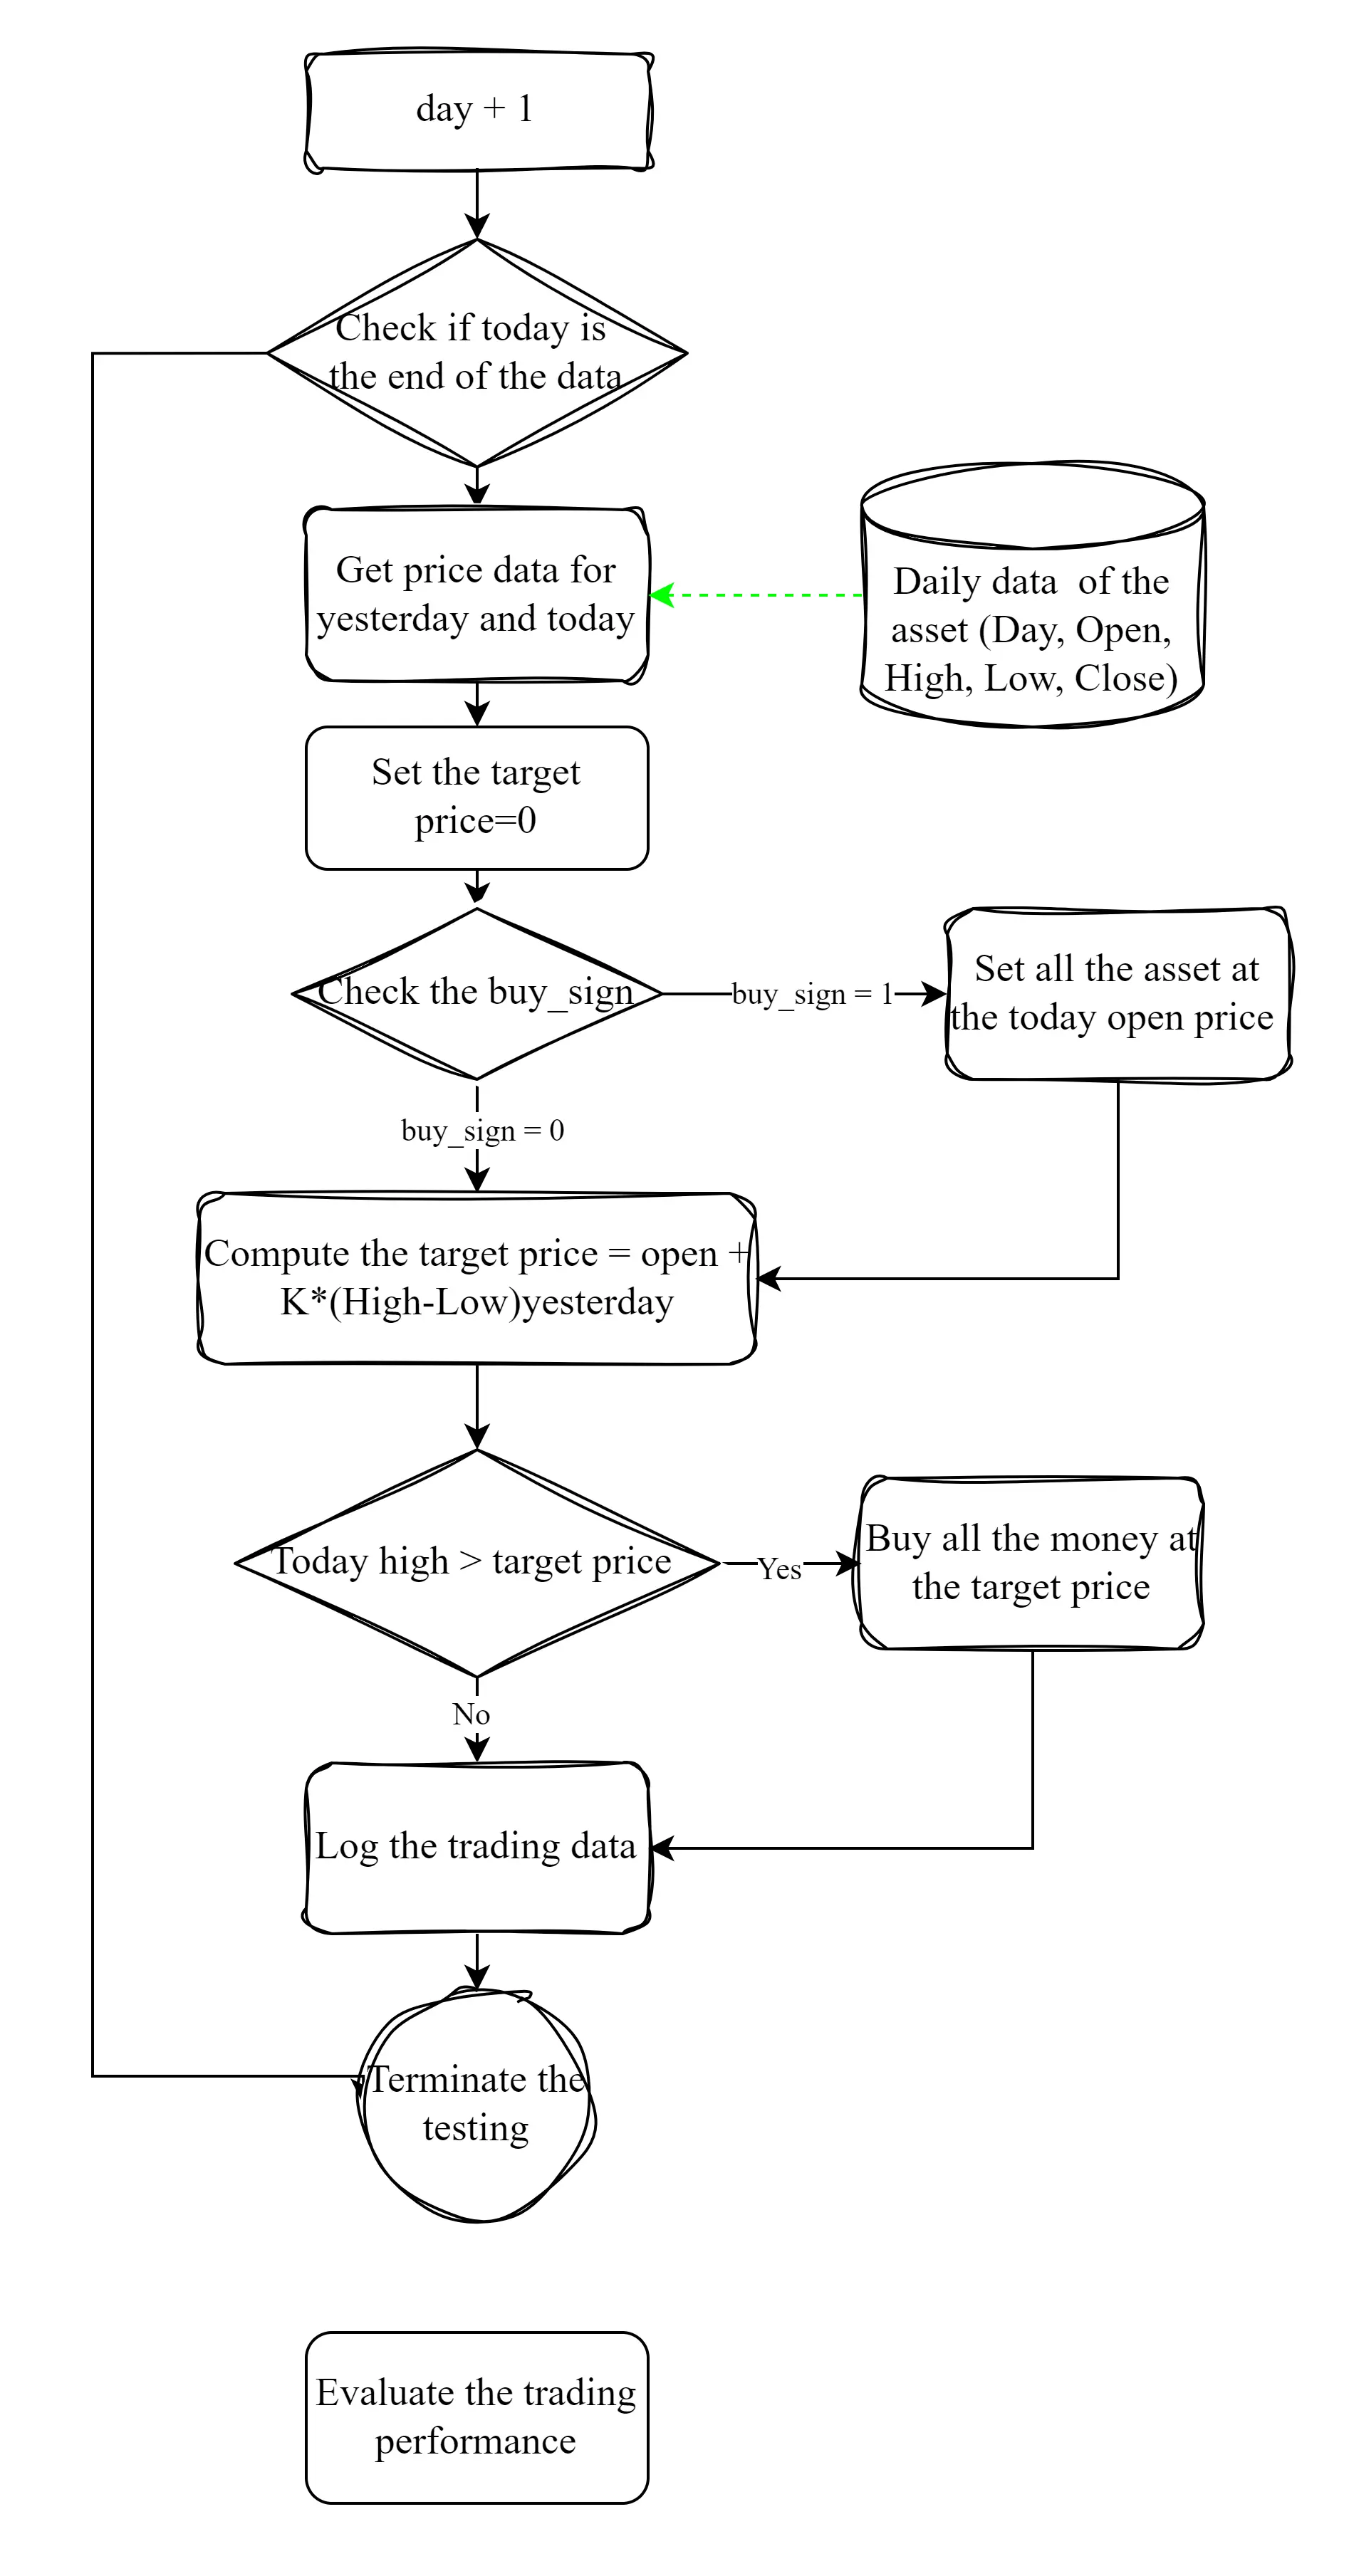 day + 1
Check if today is
the end of the data
Get price data for
yesterday and today
Daily data  of the
asset (Day, Open,
High, Low, Close)
Set the target
price=0
Check the buy_sign
buy_sign = 1
Set all the asset at
the today open price
buy_sign = 0
Compute the target price = open +
K*(High-Low)yesterday
Today high > target price
Yes
Buy all the money at
the target price
No
Log the trading data
Terminate the
testing
Evaluate the trading
performance